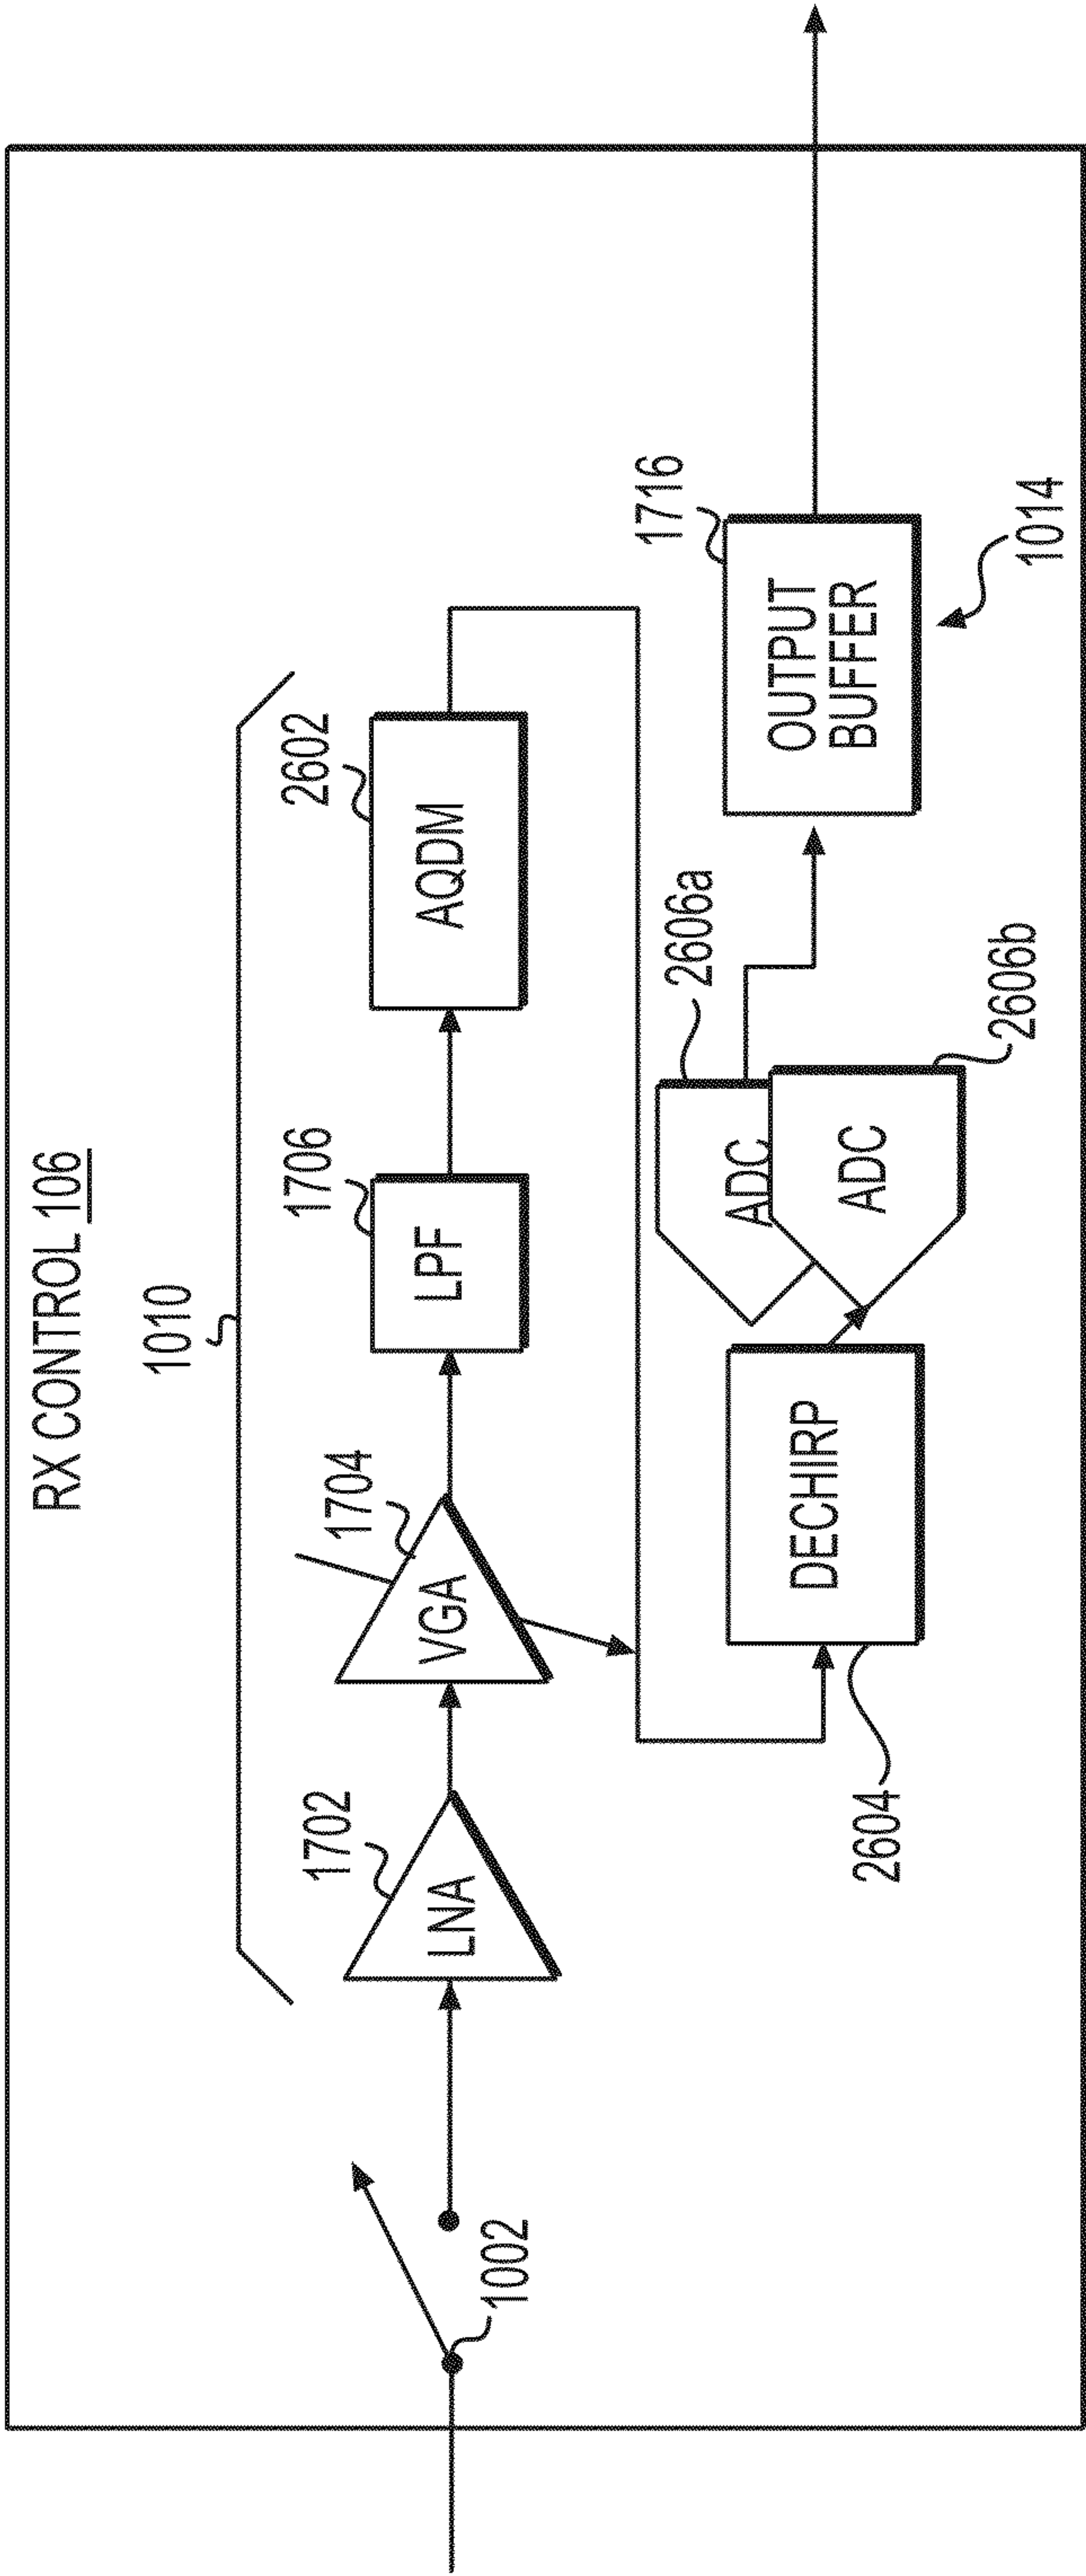 RX CONTROL 106
1010
1702
1704
1706
2602
LNA
VGA
LPF
AQDM
1002
2606a
1716
DECHIRP
ADC
ADC
OUTPUT
BUFFER
2604
2606b
1014